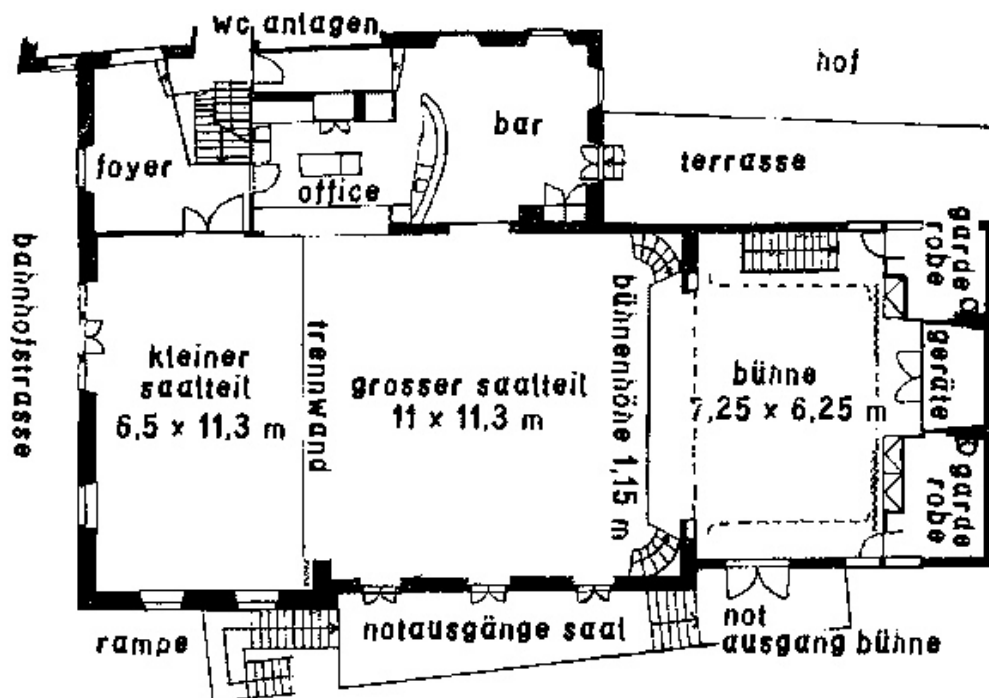 wc anlagen
hof
bar
foyer
terrasse
office
garde
robe
bahnhofstrasse
trennwand
bühnenhöhe 1,15 m
kleiner
saalteil
6,5 × 11,3 m
grosser saalteil
11 × 11,3 m
bühne
7,25 × 6,25 m
geräte
garde
robe
rampe
notausgänge saal
not
ausgang bühne